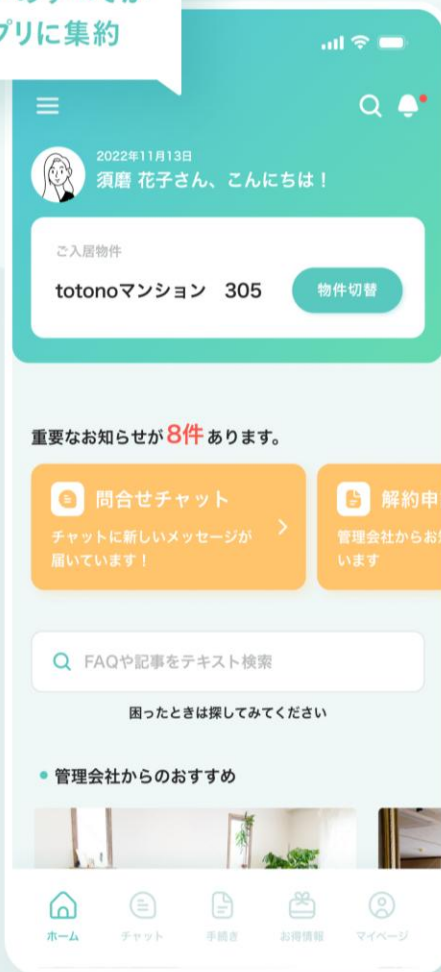 プリに集約
2022年11月13日
須磨 花子さん、こんにちは！
ご入居物件
totonoマンション 305
物件切替
重要なお知らせが8件あります。
問合せチャット
チャットに新しいメッセージが
届いています！
解約申
管理会社からお
います
FAQや記事をテキスト検索
困ったときは探してみてください
管理会社からのおすすめ
ホーム
チャット
手続き
お得情報
マイページ